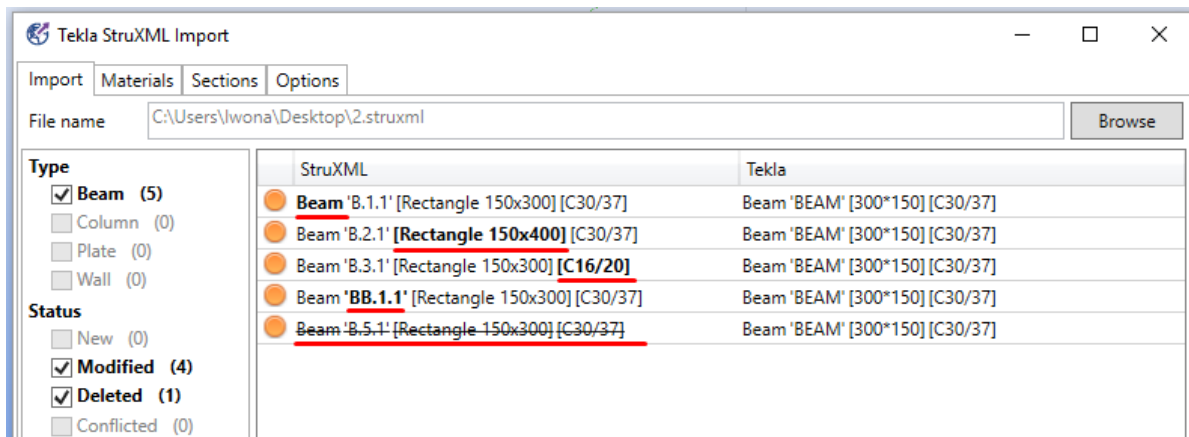 Tekla StruXML Import
Import Materials Sections Options
File name C:\Users\Iwona\Desktop\2.struxml Browse
Type
Beam (5)
Column (0)
Plate (0)
Wall (0)
Status
New (0)
Modified (4)
Deleted (1)
Conflicted (0)
StruXML Tekla
Beam 'B.1.1' [Rectangle 150x300] [C30/37] Beam 'BEAM' [300*150] [C30/37]
Beam 'B.2.1' [Rectangle 150x400] [C30/37] Beam 'BEAM' [300*150] [C30/37]
Beam 'B.3.1' [Rectangle 150x300] [C16/20] Beam 'BEAM' [300*150] [C30/37]
Beam 'BB.1.1' [Rectangle 150x300] [C30/37] Beam 'BEAM' [300*150] [C30/37]
Beam 'B.5.1' [Rectangle 150x300] [C30/37] Beam 'BEAM' [300*150] [C30/37]